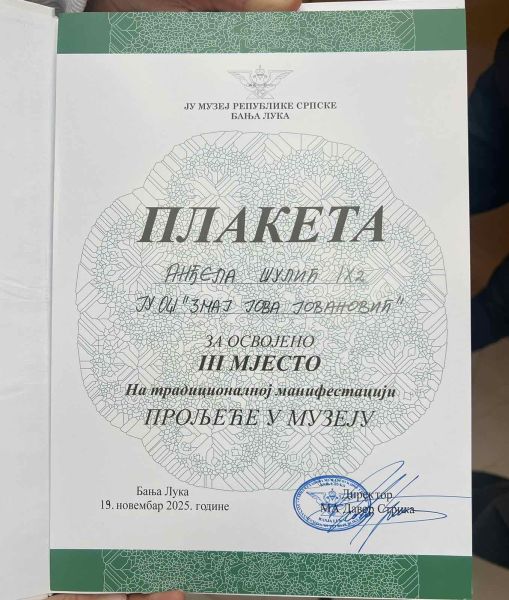 ЈУ МУЗЕЈ РЕПУБЛИКЕ СРПСКЕ
БАЊА ЛУКА
ПЛАКЕТА
АНЂЕЛА ШУЛИЋ IX2
ЈУ ОШ "ЗМАЈ ЈОВА ЈОВАНОВИЋ"
ЗА ОСВОЈЕНО
III МЈЕСТО
На традиционалној манифестацији
ПРОЉЕЋЕ У МУЗЕЈУ
Бања Лука
новембар 2025. године
Директор
МА Давор Стрика